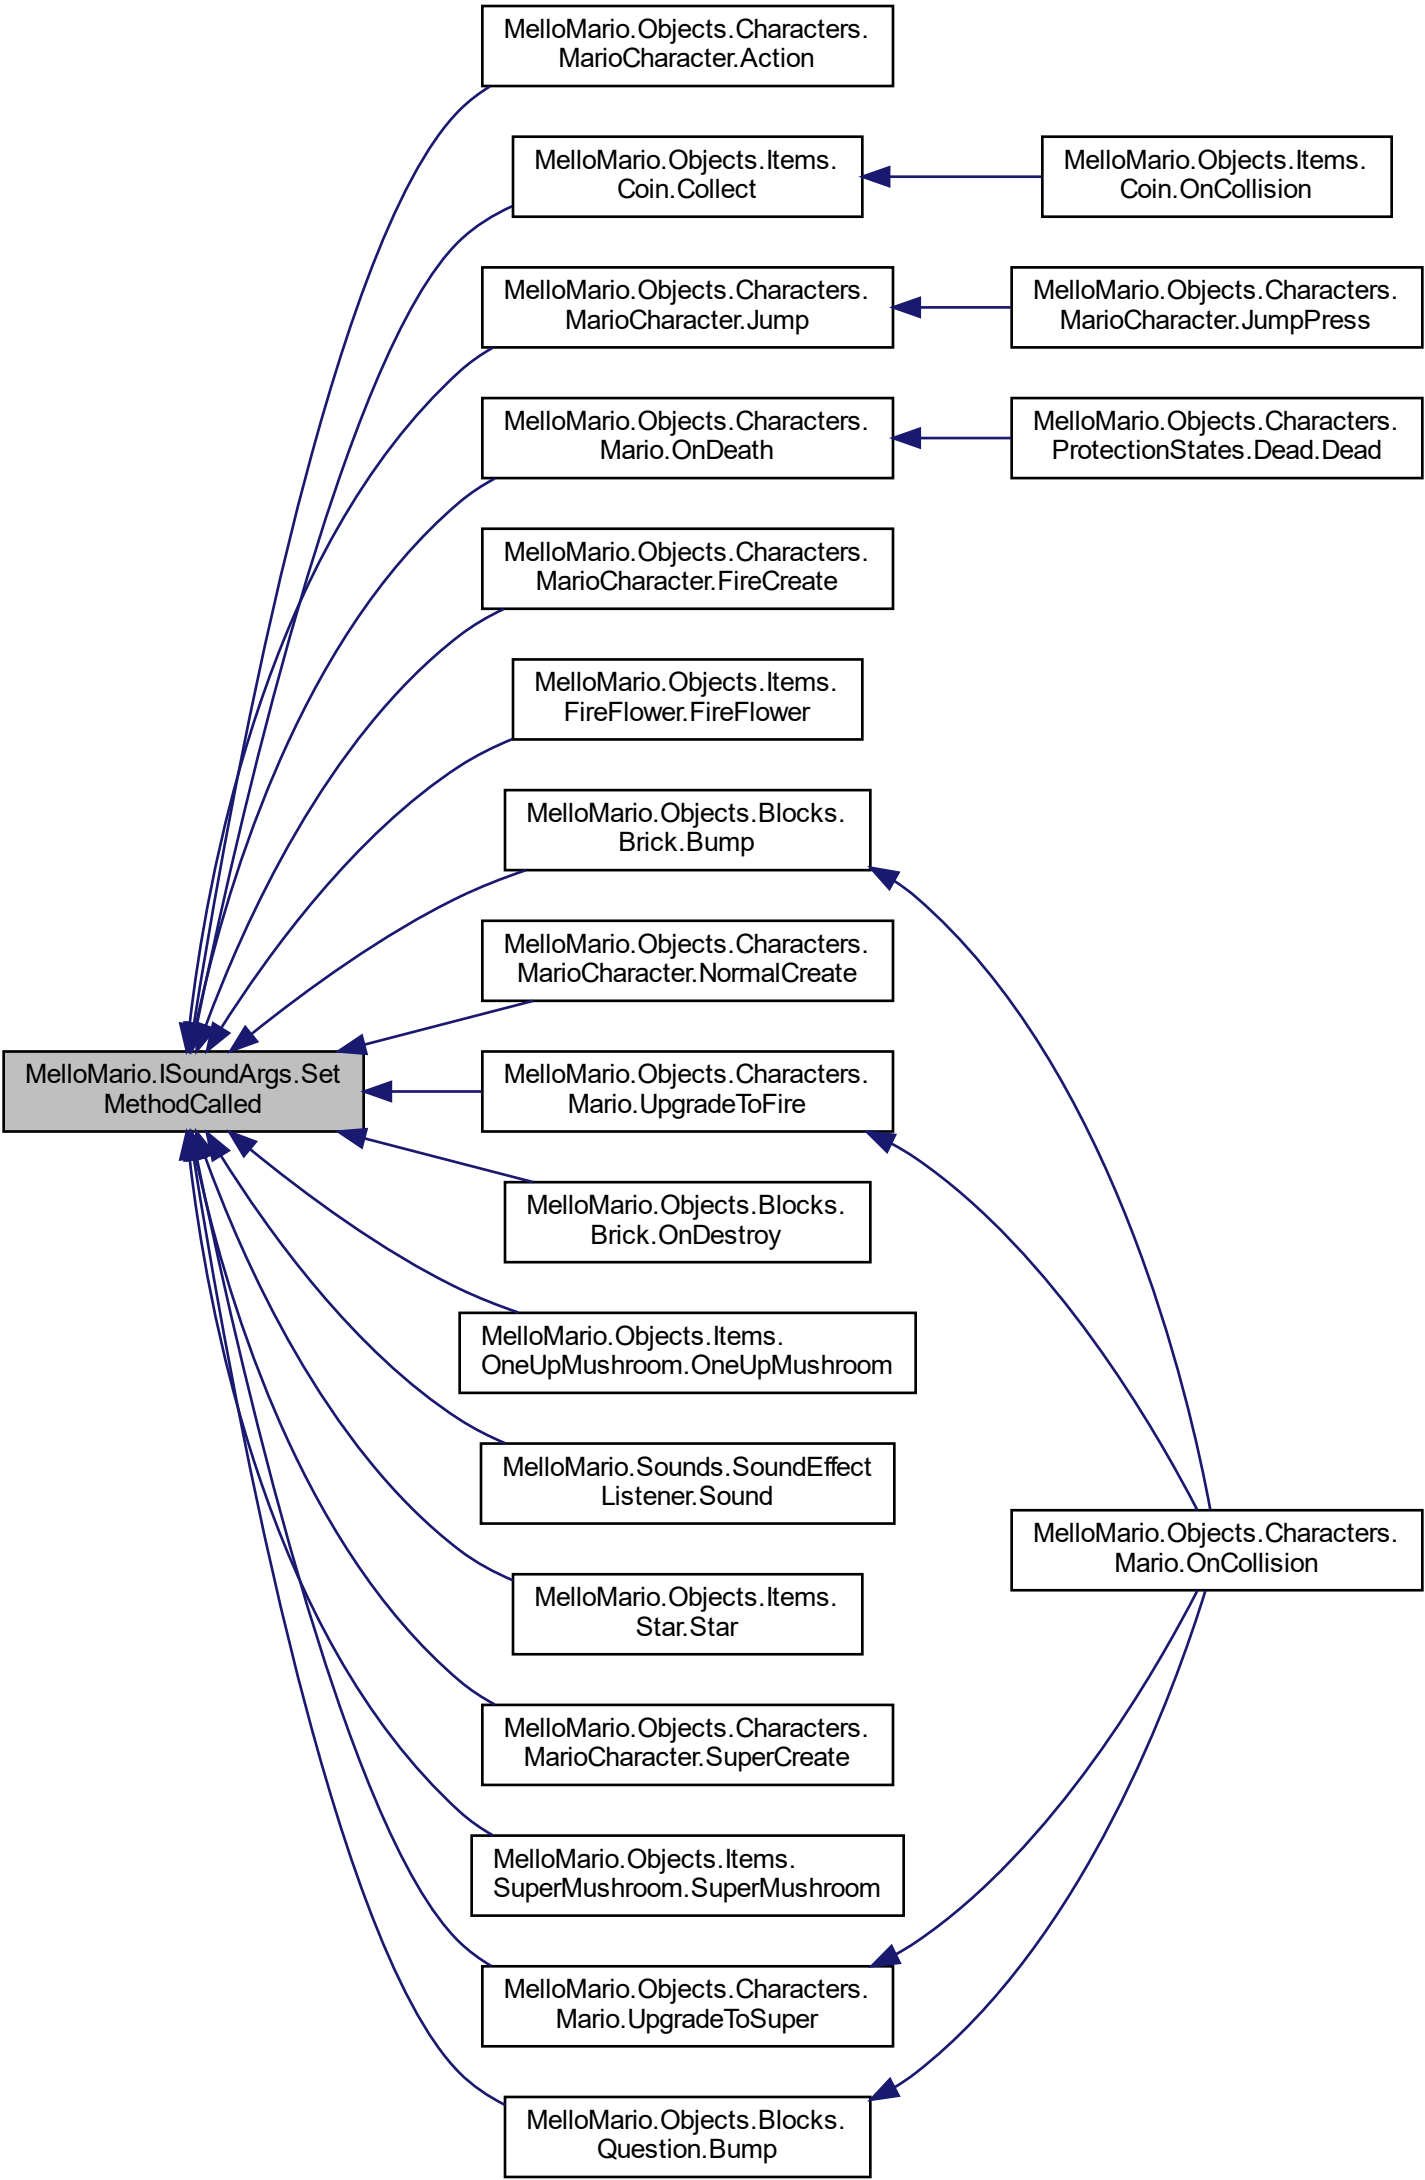 MelloMario.Objects.Characters.
MarioCharacter.Action
MelloMario.Objects.Items.
Coin.Collect
MelloMario.Objects.Items.
Coin.OnCollision
MelloMario.Objects.Characters.
MarioCharacter.Jump
MelloMario.Objects.Characters.
MarioCharacter.JumpPress
MelloMario.Objects.Characters.
Mario.OnDeath
MelloMario.Objects.Characters.
ProtectionStates.Dead.Dead
MelloMario.Objects.Characters.
MarioCharacter.FireCreate
MelloMario.Objects.Items.
FireFlower.FireFlower
MelloMario.Objects.Blocks.
Brick.Bump
MelloMario.Objects.Characters.
MarioCharacter.NormalCreate
MelloMario.ISoundArgs.Set
MethodCalled
MelloMario.Objects.Characters.
Mario.UpgradeToFire
MelloMario.Objects.Blocks.
Brick.OnDestroy
MelloMario.Objects.Items.
OneUpMushroom.OneUpMushroom
MelloMario.Sounds.SoundEffect
Listener.Sound
MelloMario.Objects.Characters.
Mario.OnCollision
MelloMario.Objects.Items.
Star.Star
MelloMario.Objects.Characters.
MarioCharacter.SuperCreate
MelloMario.Objects.Items.
SuperMushroom.SuperMushroom
MelloMario.Objects.Characters.
Mario.UpgradeToSuper
MelloMario.Objects.Blocks.
Question.Bump